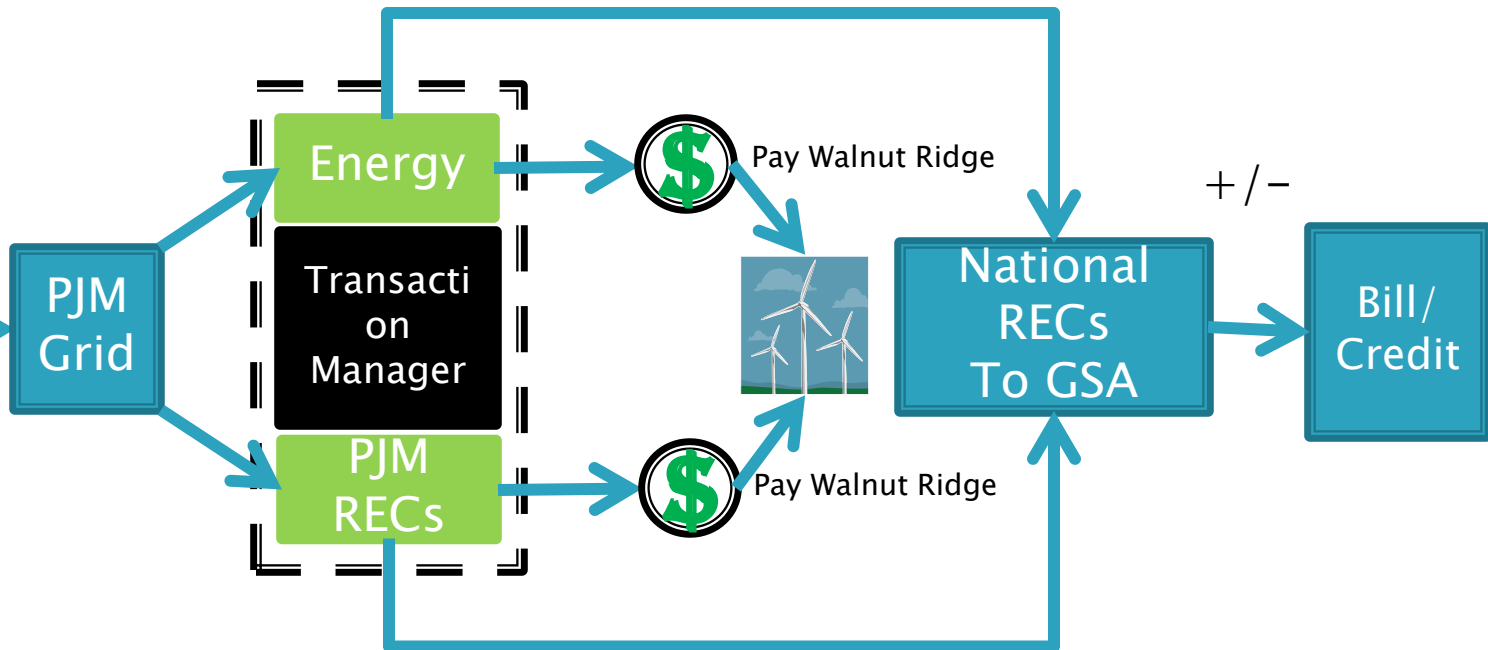 PJM
Grid
Energy
Transacti
on
Manager
PJM
RECs
$
Pay Walnut Ridge
$
Pay Walnut Ridge
National
RECs
To GSA
+/-
Bill/
Credit